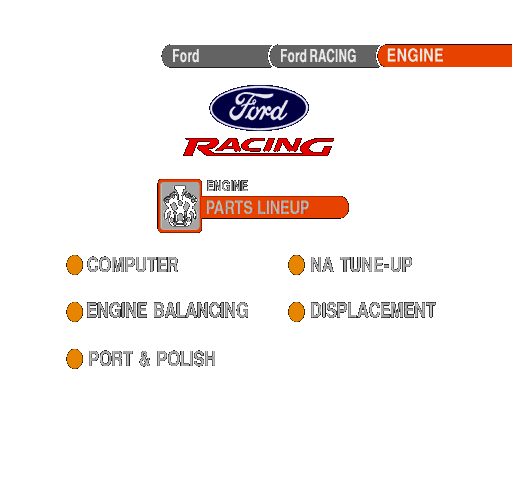 Ford Ford RACING ENGINE
Ford
RACING
ENGINE
PARTS LINEUP
COMPUTER NA TUNE-UP
ENGINE BALANCING DISPLACEMENT
PORT & POLISH